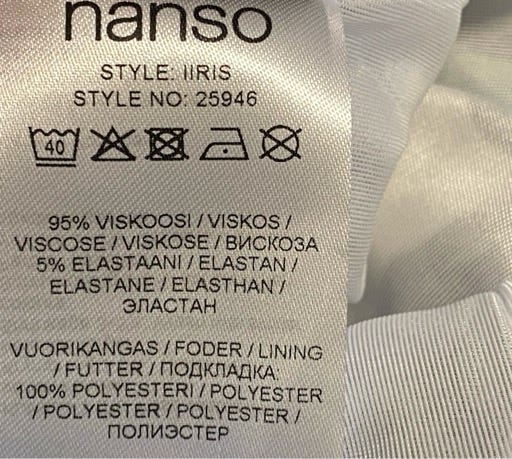 nanso
STYLE: IIRIS
STYLE NO: 25946
40
95% VISKOOSI / VISKOS /
VISCOSE / VISKOSE / ВИСКОЗА
5% ELASTAANI / ELASTAN /
ELASTANE / ELASTHAN /
ЭЛАСТАН
VUORIKANGAS / FODER / LINING
/ FUTTER / ПОДКЛАДКА:
100% POLYESTERI / POLYESTER
/ POLYESTER / POLYESTER /
ПОЛИЭСТЕР